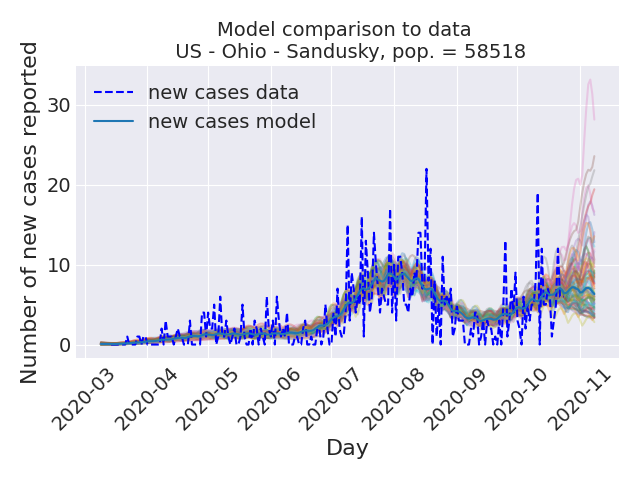 Model comparison to data
US - Ohio - Sandusky, pop. = 58518
Number of new cases reported
30
20
10
0
new cases data
new cases model
2020-03
2020-04
2020-05
2020-06
2020-07
2020-08
2020-09
2020-10
2020-11
Day